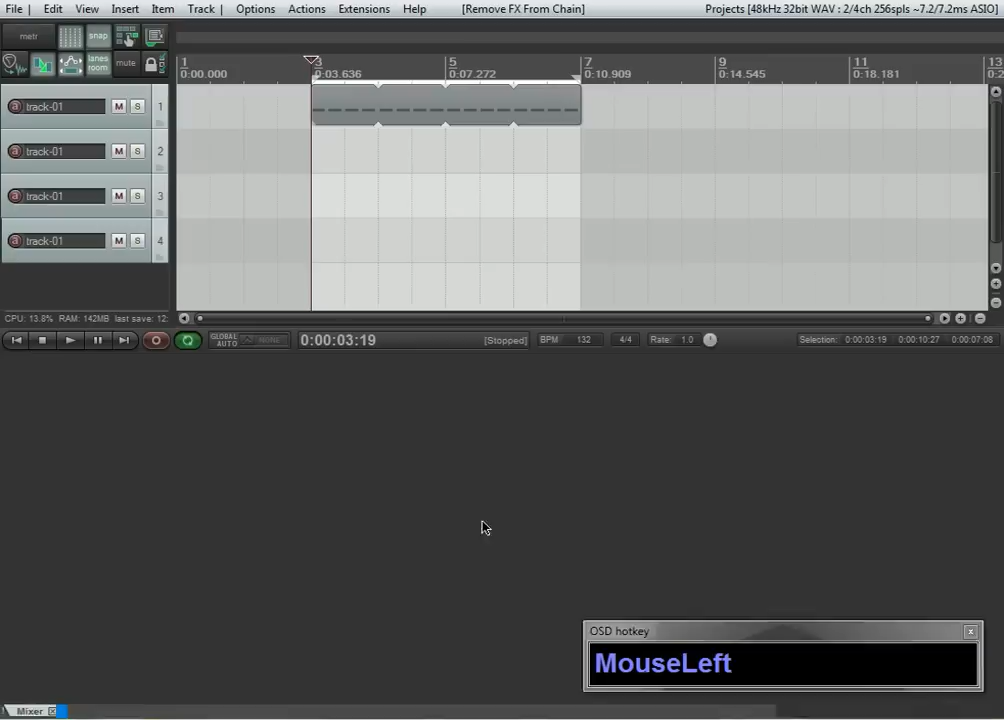 File | Edit View Insert Item Track | Options Actions Extensions Help [Remove FX From Chain] Projects [48kHz 32bit WAV : 2/4ch 256spls ~7.2/7.2ms ASIO]
metr snap
lanes room mute
1 3 5 7 9 11 13
0:00.000 0:03.636 0:07.272 0:10.909 0:14.545 0:18.181
track-01 M S 1
track-01 M S 2
track-01 M S 3
track-01 M S 4
CPU: 13.8% RAM: 142MB last save: 12:
GLOBAL AUTO NONE 0:00:03:19 [Stopped] BPM 132 4/4 Rate: 1.0 Selection: 0:00:03:19 0:00:10:27 0:00:07:08
OSD hotkey x
MouseLeft
Mixer